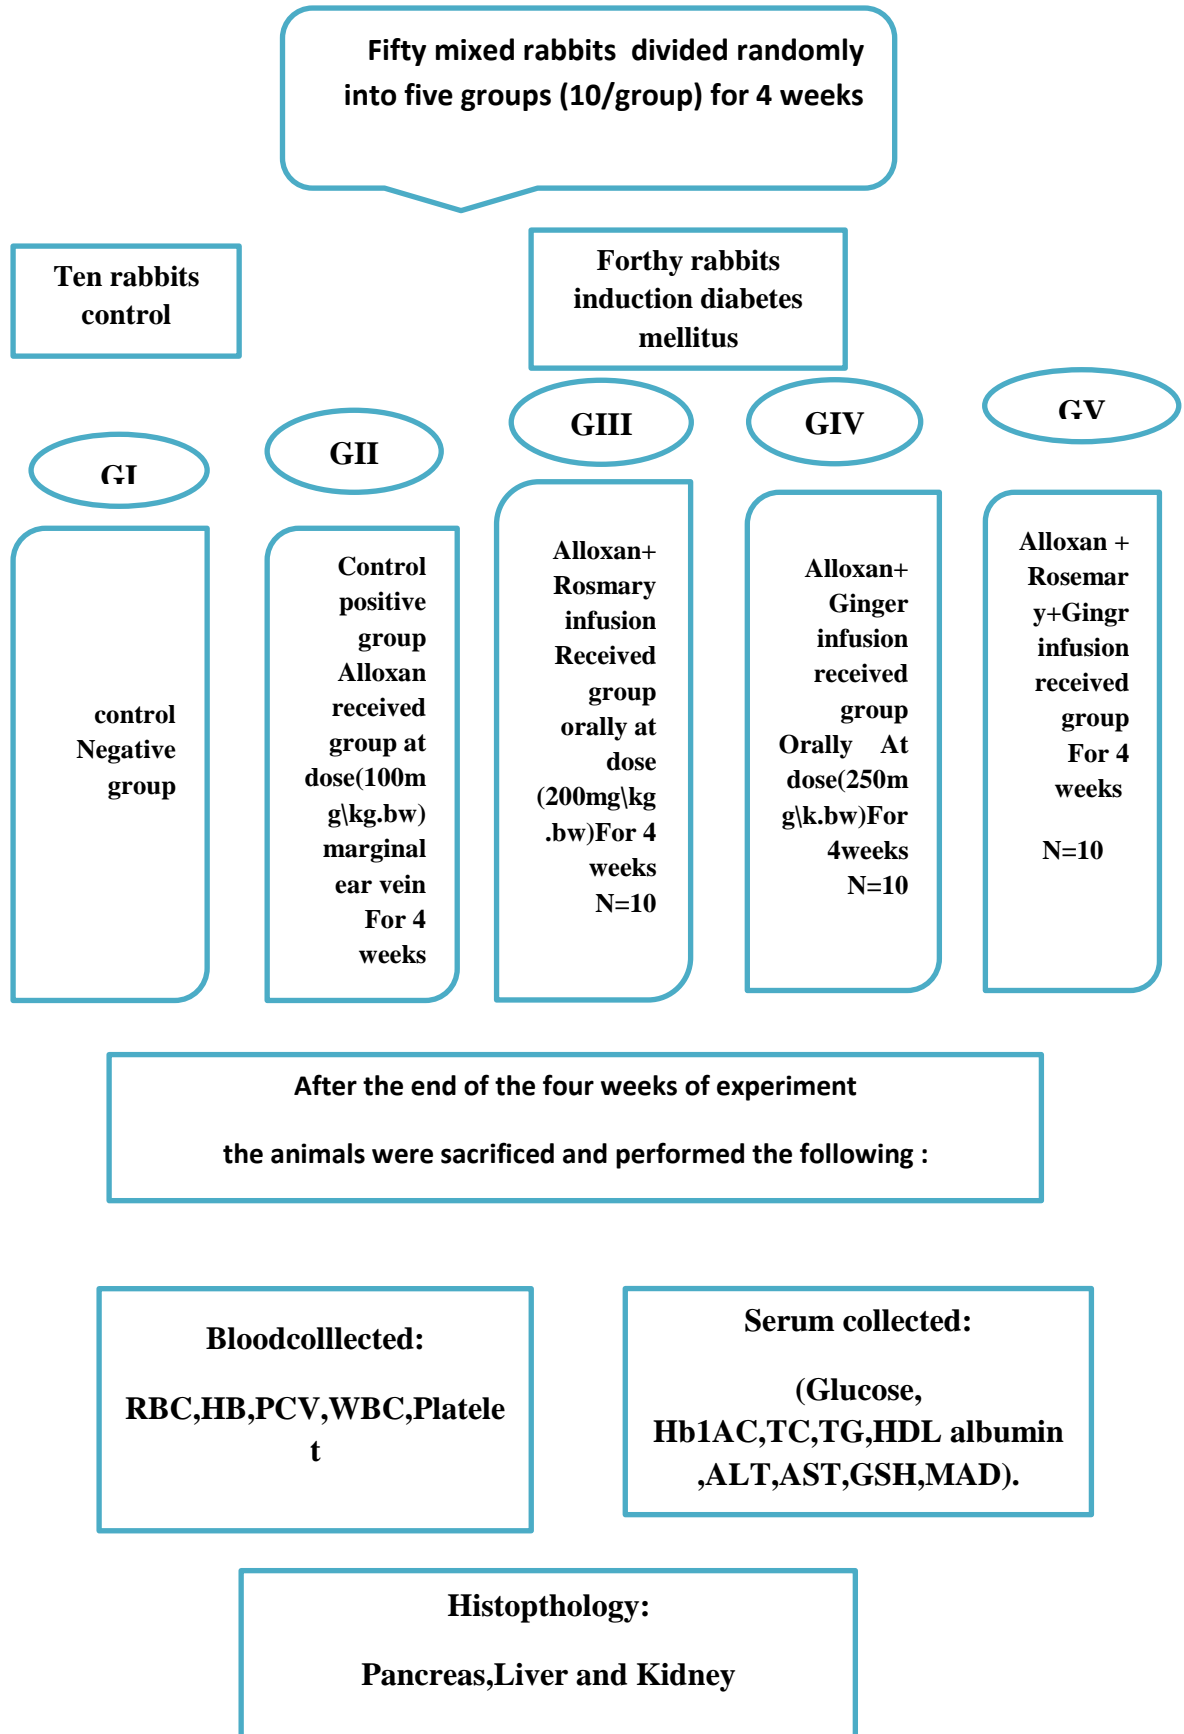 Fifty mixed rabbits divided randomly
into five groups (10/group) for 4 weeks
Ten rabbits
control
Forthy rabbits
induction diabetes
mellitus
GI
GII
GIII
GIV
GV
control
Negative
group
Control
positive
group
Alloxan
received
group at
dose(100m
g\kg.bw)
marginal
ear vein
For 4
weeks
Alloxan+
Rosmary
infusion
Received
group
orally at
dose
(200mg\kg
.bw)For 4
weeks
N=10
Alloxan+
Ginger
infusion
received
group
Orally At
dose(250m
g\k.bw)For
4weeks
N=10
Alloxan +
Rosemar
y+Gingr
infusion
received
group
For 4
weeks
N=10
After the end of the four weeks of experiment
the animals were sacrificed and performed the following :
Bloodcolllected:
RBC,HB,PCV,WBC,Platele
t
Serum collected:
(Glucose,
Hb1AC,TC,TG,HDL albumin
,ALT,AST,GSH,MAD).
Histopthology:
Pancreas,Liver and Kidney